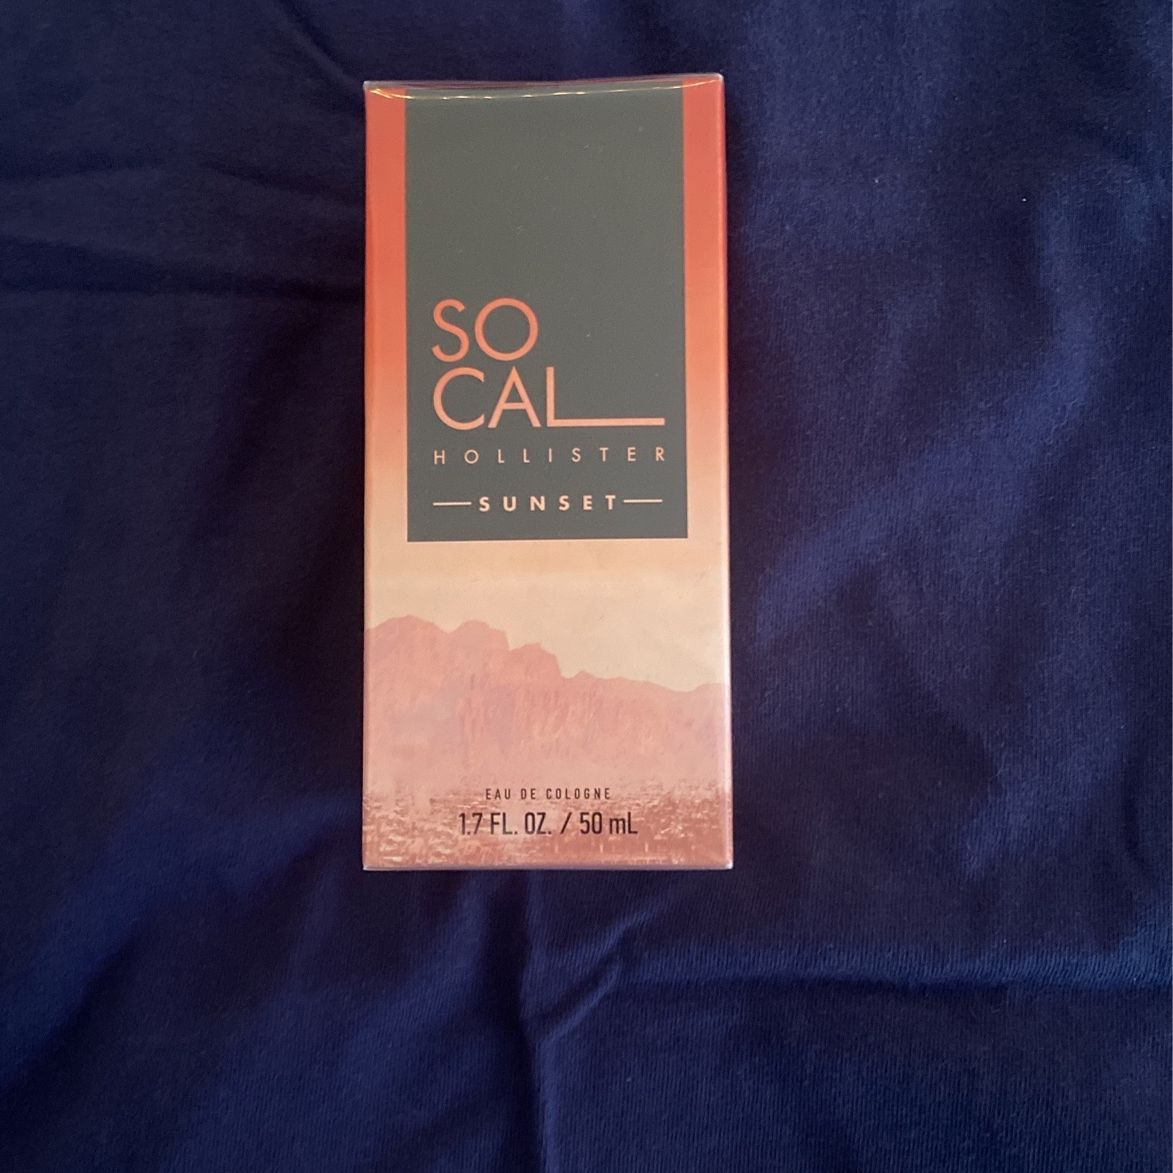 SO
CAL
HOLLISTER
SUNSET
EAU DE COLOGNE
1.7 FL. OZ. / 50 mL